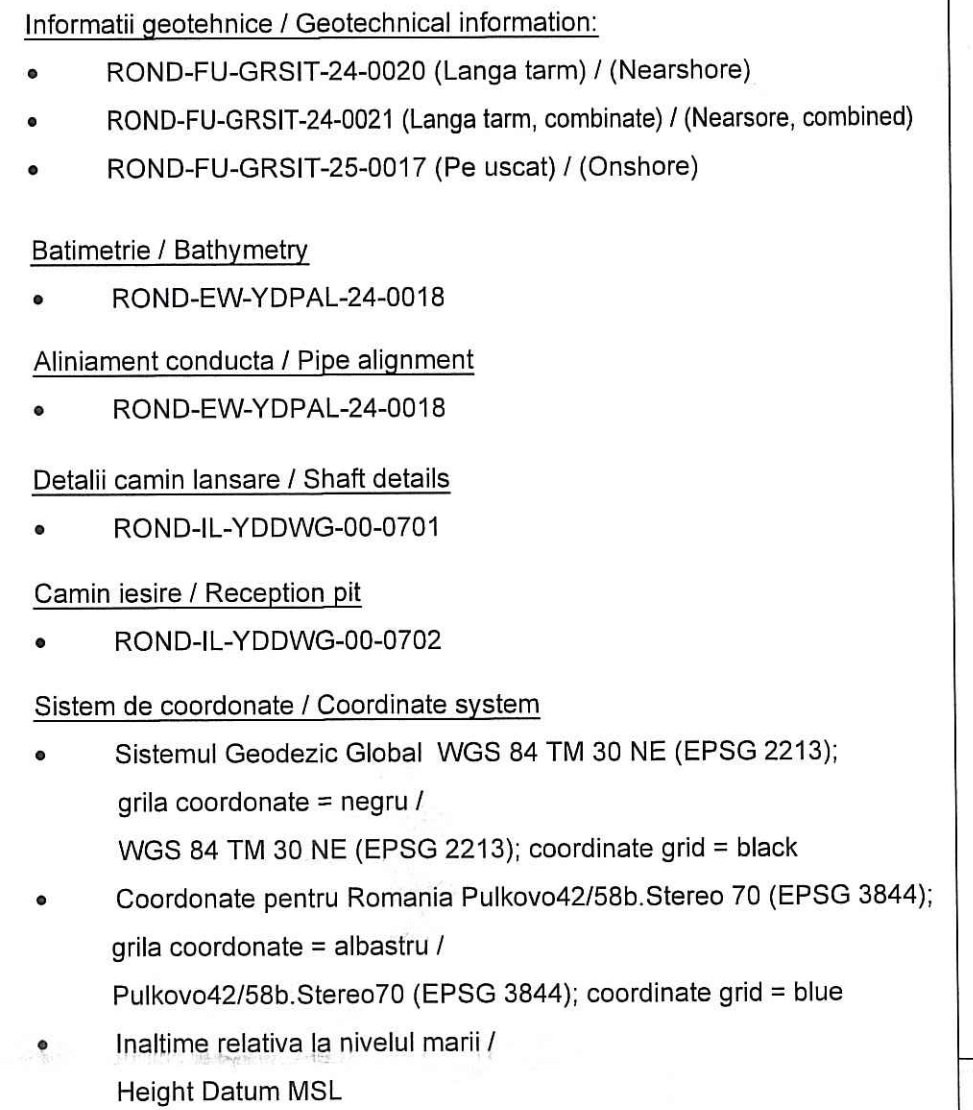 Informatii geotehnice / Geotechnical information:
• ROND-FU-GRSIT-24-0020 (Langa tarm) / (Nearshore)
• ROND-FU-GRSIT-24-0021 (Langa tarm, combinate) / (Nearsore, combined)
• ROND-FU-GRSIT-25-0017 (Pe uscat) / (Onshore)
Batimetrie / Bathymetry
• ROND-EW-YDPAL-24-0018
Aliniament conducta / Pipe alignment
• ROND-EW-YDPAL-24-0018
Detalii camin lansare / Shaft details
• ROND-IL-YDDWG-00-0701
Camin iesire / Reception pit
• ROND-IL-YDDWG-00-0702
Sistem de coordonate / Coordinate system
• Sistemul Geodezic Global WGS 84 TM 30 NE (EPSG 2213);
grila coordonate = negru /
WGS 84 TM 30 NE (EPSG 2213); coordinate grid = black
• Coordonate pentru Romania Pulkovo42/58b.Stereo 70 (EPSG 3844);
grila coordonate = albastru /
Pulkovo42/58b.Stereo70 (EPSG 3844); coordinate grid = blue
• Inaltime relativa la nivelul marii /
Height Datum MSL